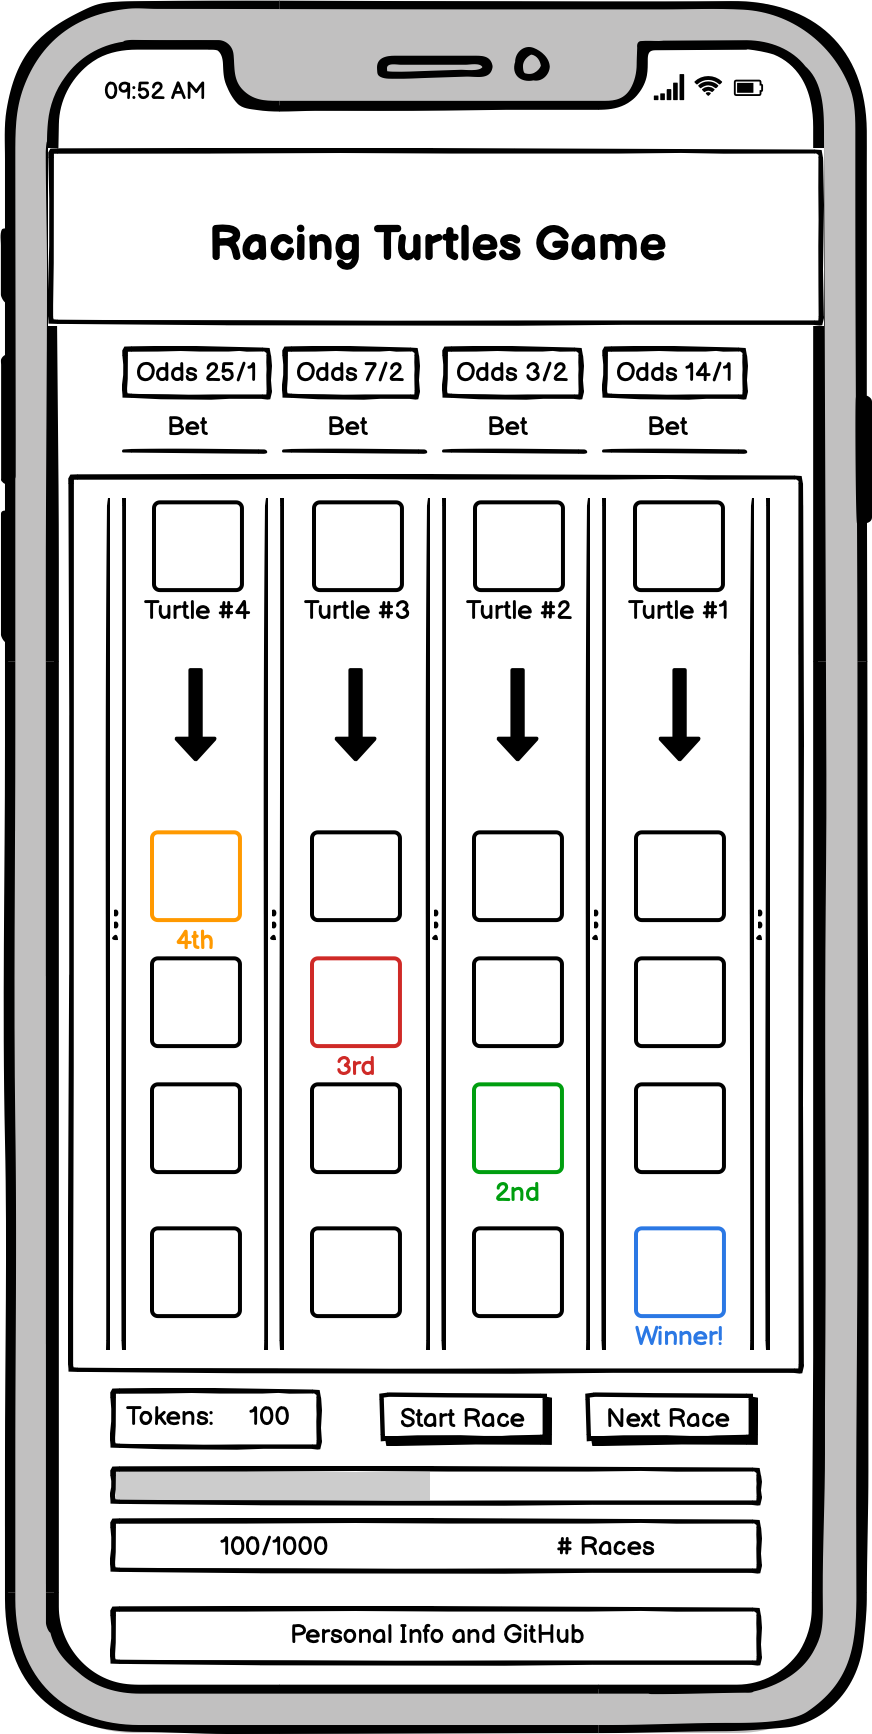 09:52 AM
Racing Turtles Game
Odds 25/1 Odds 7/2 Odds 3/2 Odds 14/1
Bet Bet Bet Bet
Turtle #4 Turtle #3 Turtle #2 Turtle #1
4th
3rd
2nd
Winner!
Tokens: 100 Start Race Next Race
100/1000 # Races
Personal Info and GitHub